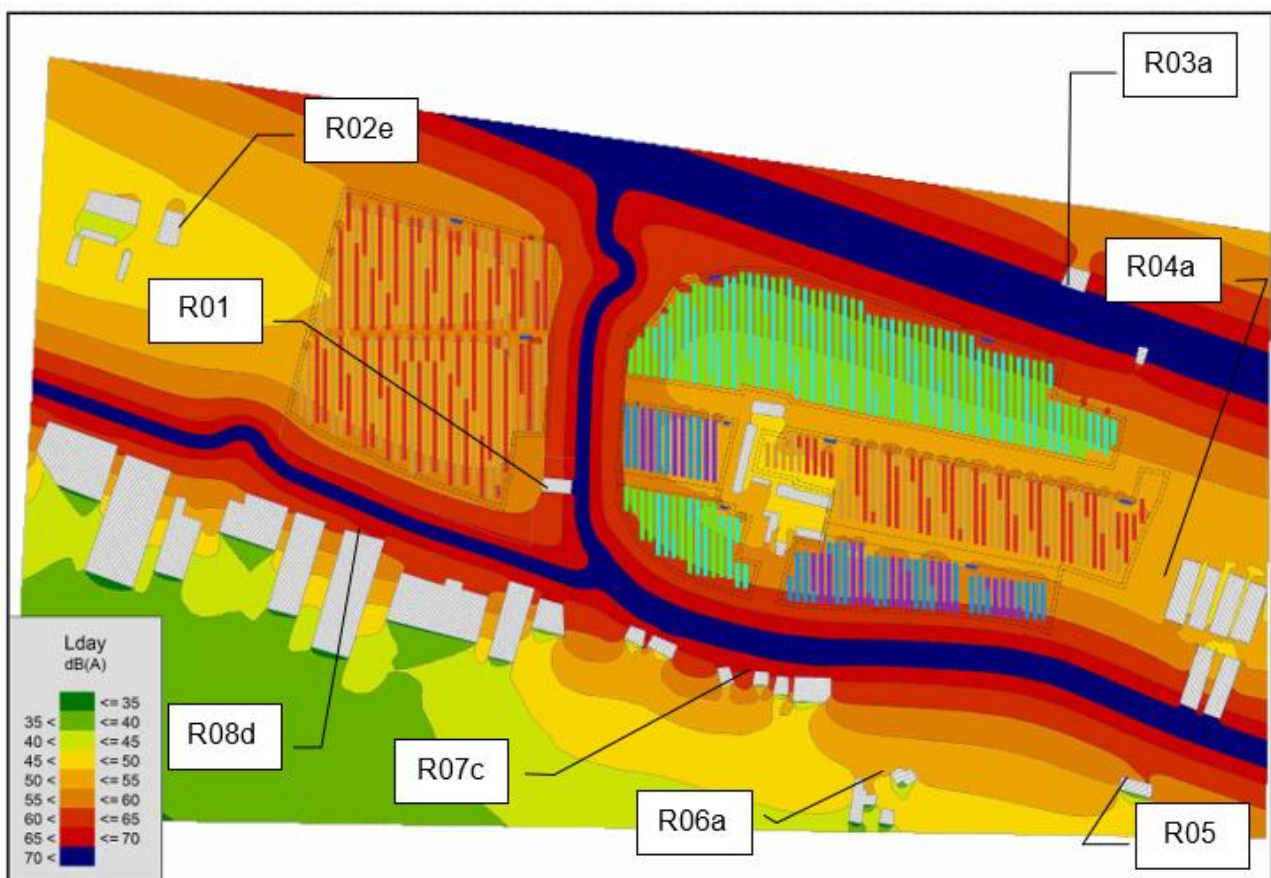 R03a
R02e
R04a
R01
Lday
dB(A)
<= 35
35 < <= 40
40 < <= 45
45 < <= 50
50 < <= 55
55 < <= 60
60 < <= 65
65 < <= 70
70 <
R08d
R07c
R06a
R05